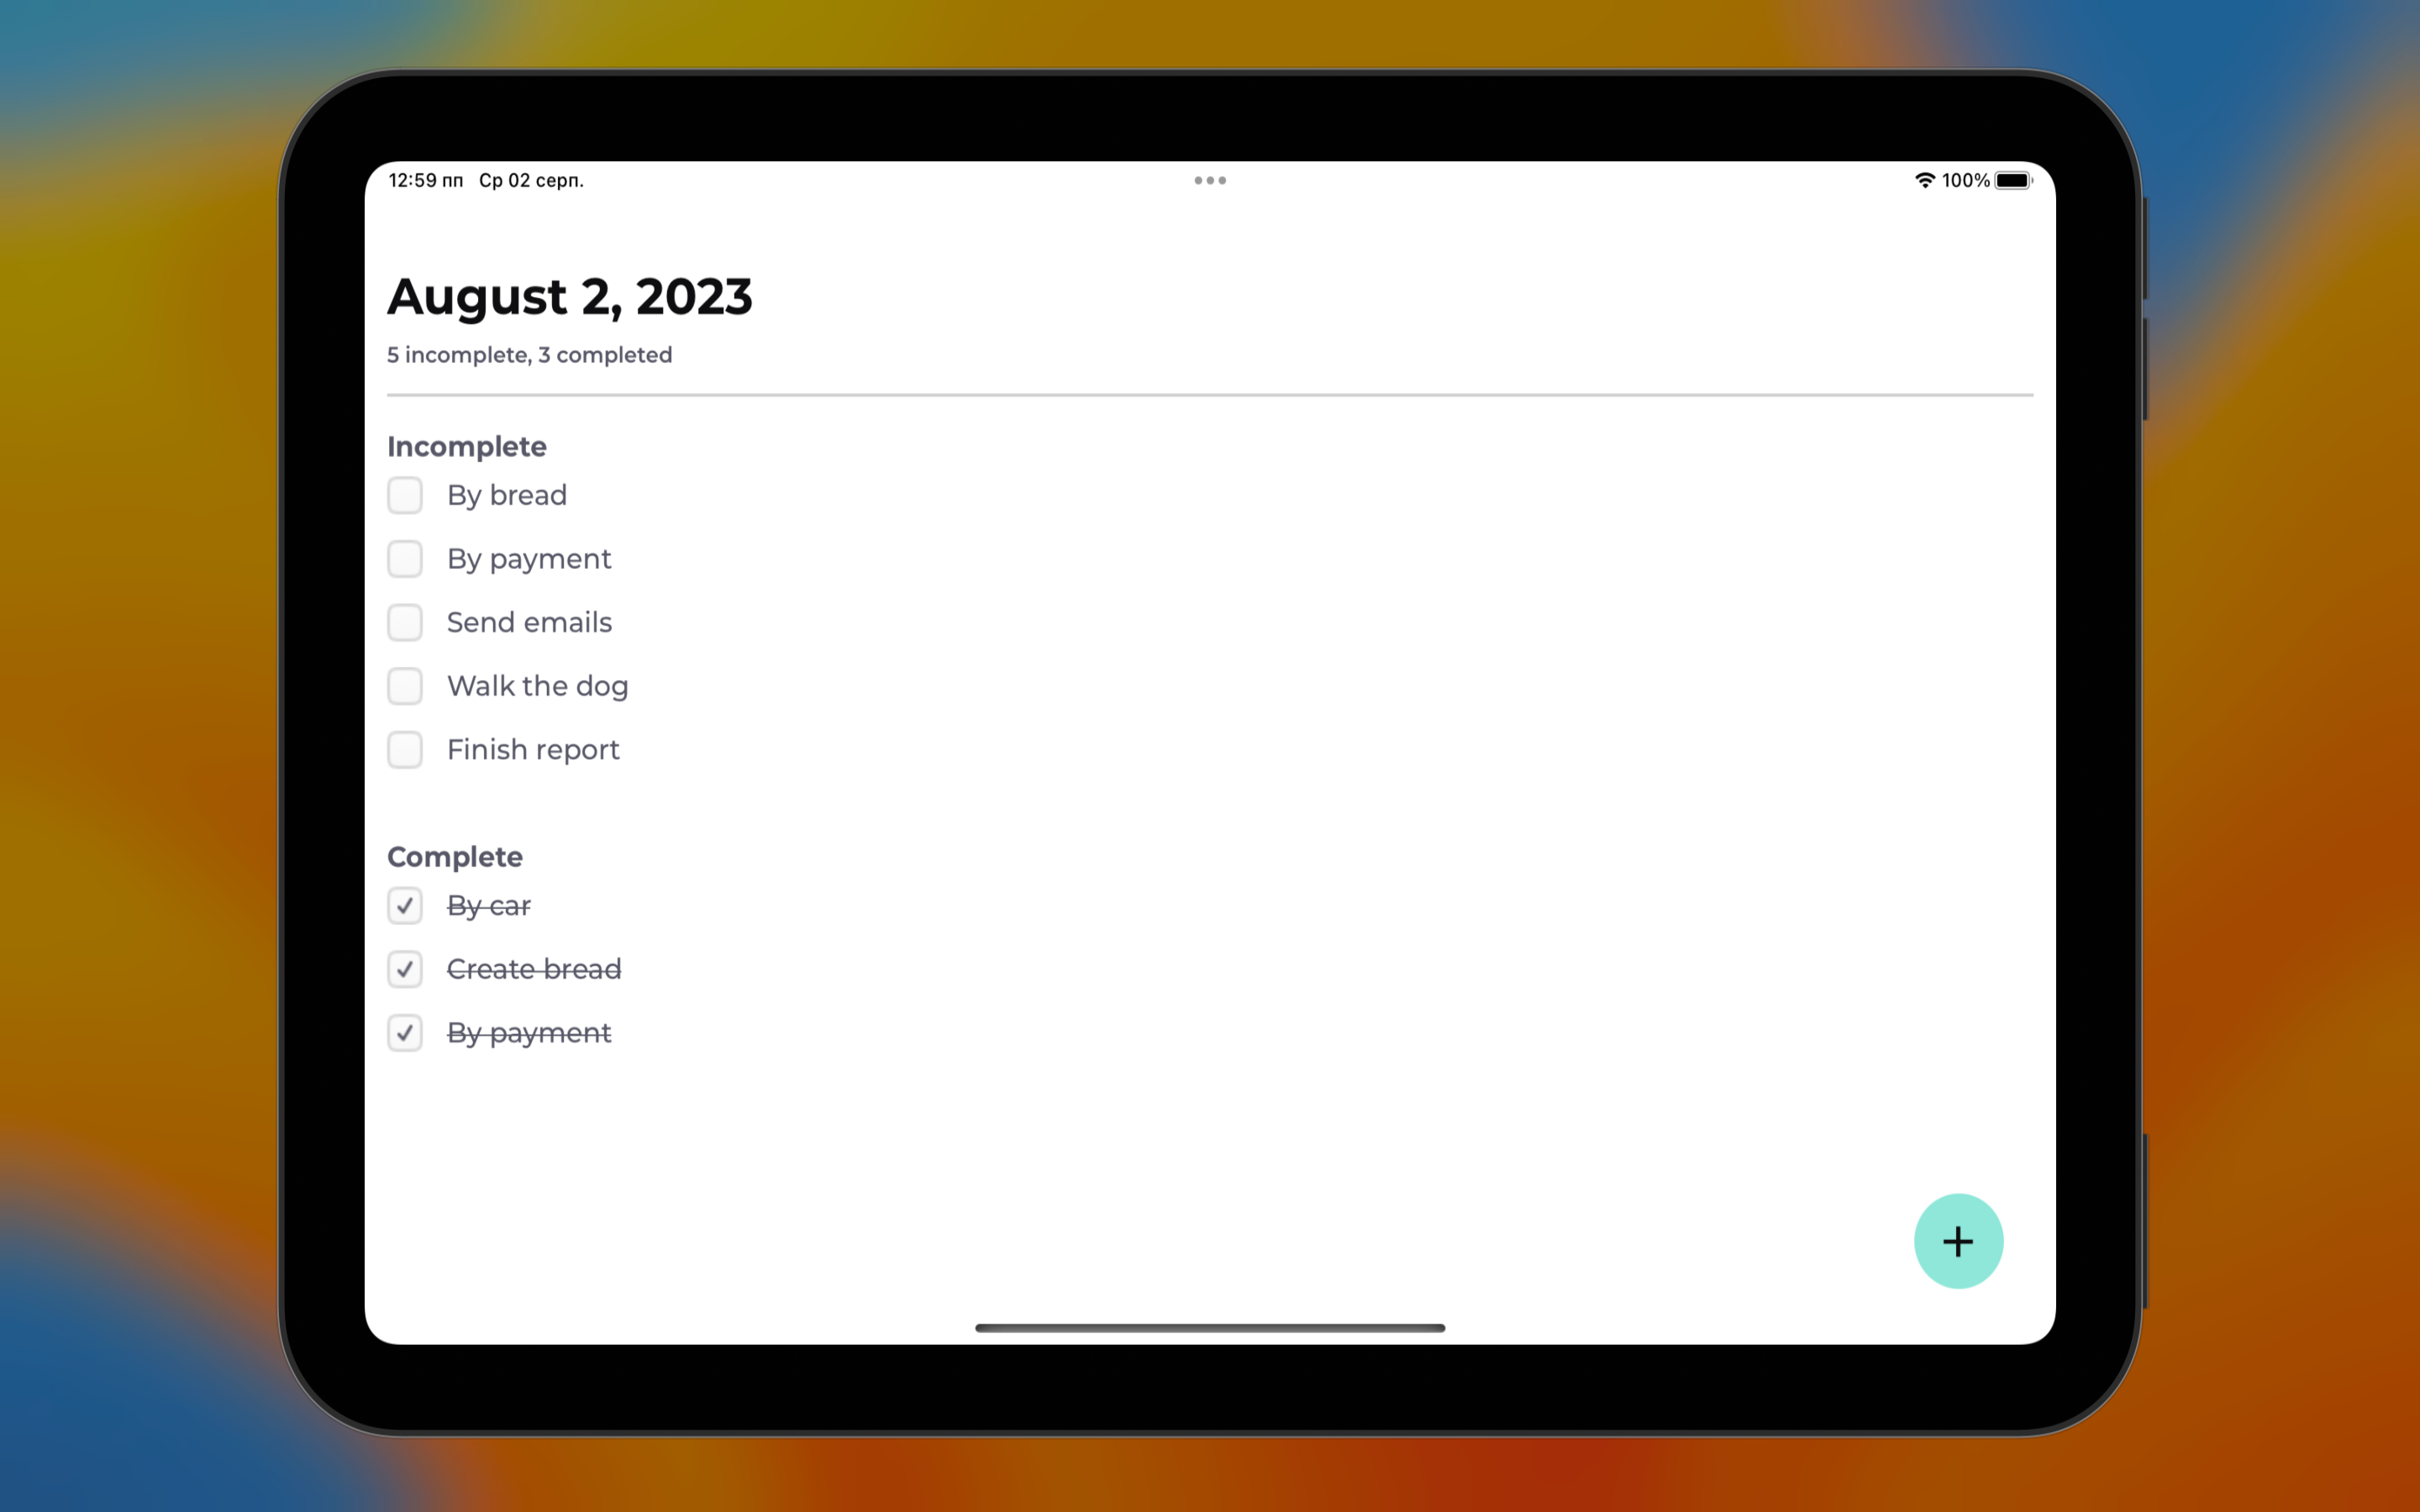 12:59 пп Ср 02 серп.
100%
August 2, 2023
5 incomplete, 3 completed
Incomplete
By bread
By payment
Send emails
Walk the dog
Finish report
Complete
By car
Create bread
By payment